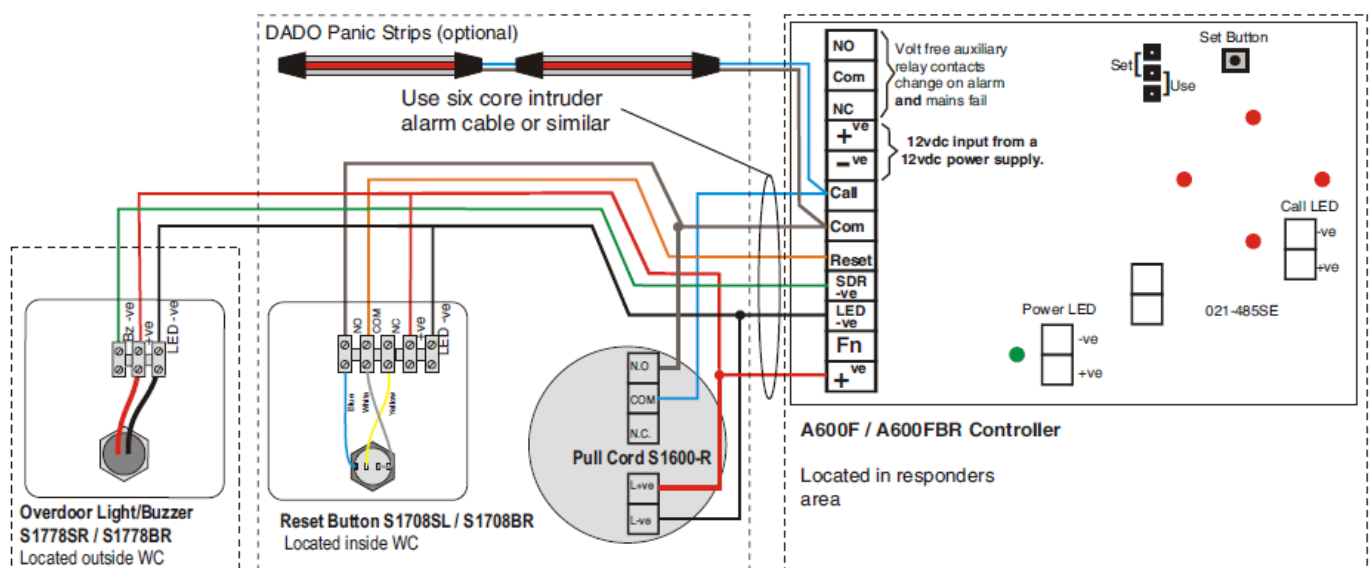 DADO Panic Strips (optional)
Use six core intruder
alarm cable or similar
NO
Com
NC
+ve
-ve
Call
Com
Reset
SDR
-ve
LED
-ve
Fn
+ve
Volt free auxiliary
relay contacts
change on alarm
and mains fail
12vdc input from a
12vdc power supply.
Set
Use
Set Button
Call LED
-ve
+ve
021-485SE
Power LED
-ve
+ve
A600F / A600FBR Controller
Located in responders
area
Bz -ve
+ve
LED -ve
Overdoor Light/Buzzer
S1778SR / S1778BR
Located outside WC
NO
COM
NC
+ve
LED -ve
Blue
White
Yellow
Reset Button S1708SL / S1708BR
Located inside WC
N.O
COM
N.C.
Pull Cord S1600-R
L+ve
L-ve